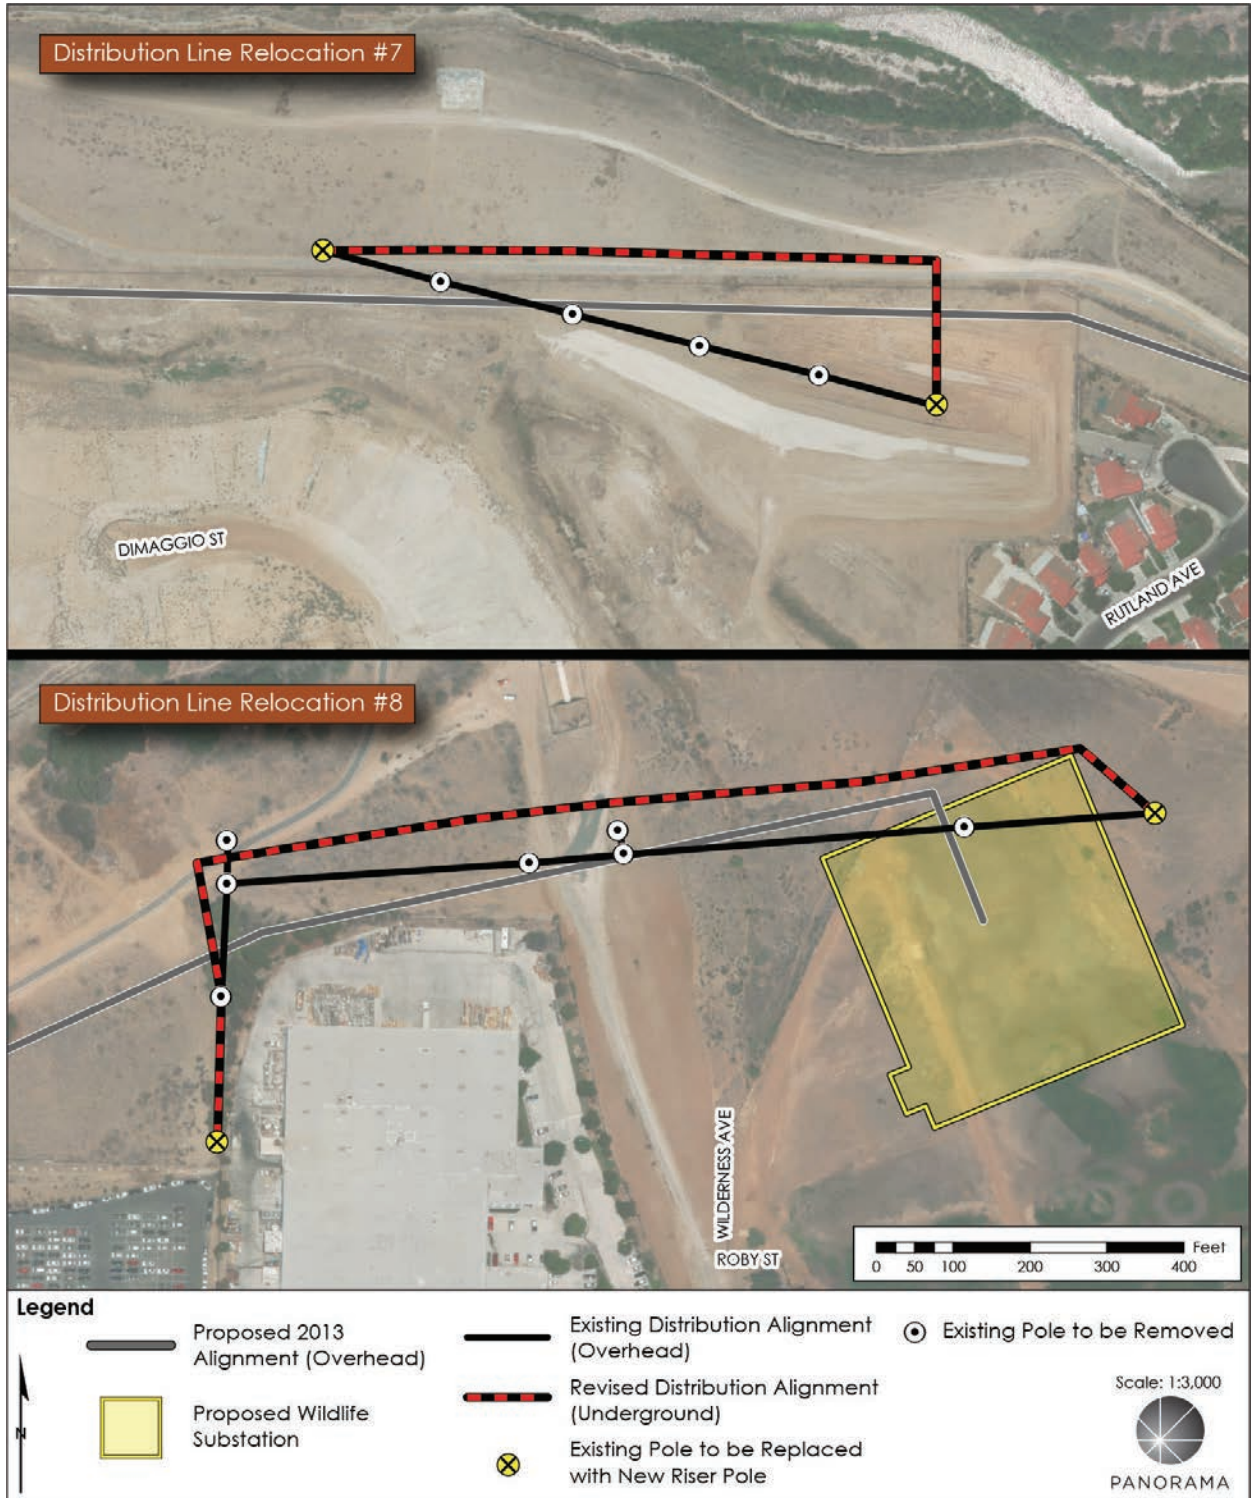 Distribution Line Relocation #7
DIMAGGIO ST
RUTLAND AVE
Distribution Line Relocation #8
WILDERNESS AVE
ROBY ST
Feet
0 50 100 200 300 400
Legend
Proposed 2013
Alignment (Overhead)
Proposed Wildlife
Substation
Existing Distribution Alignment
(Overhead)
Revised Distribution Alignment
(Underground)
Existing Pole to be Replaced
with New Riser Pole
Existing Pole to be Removed
N
Scale: 1:3,000
PANORAMA